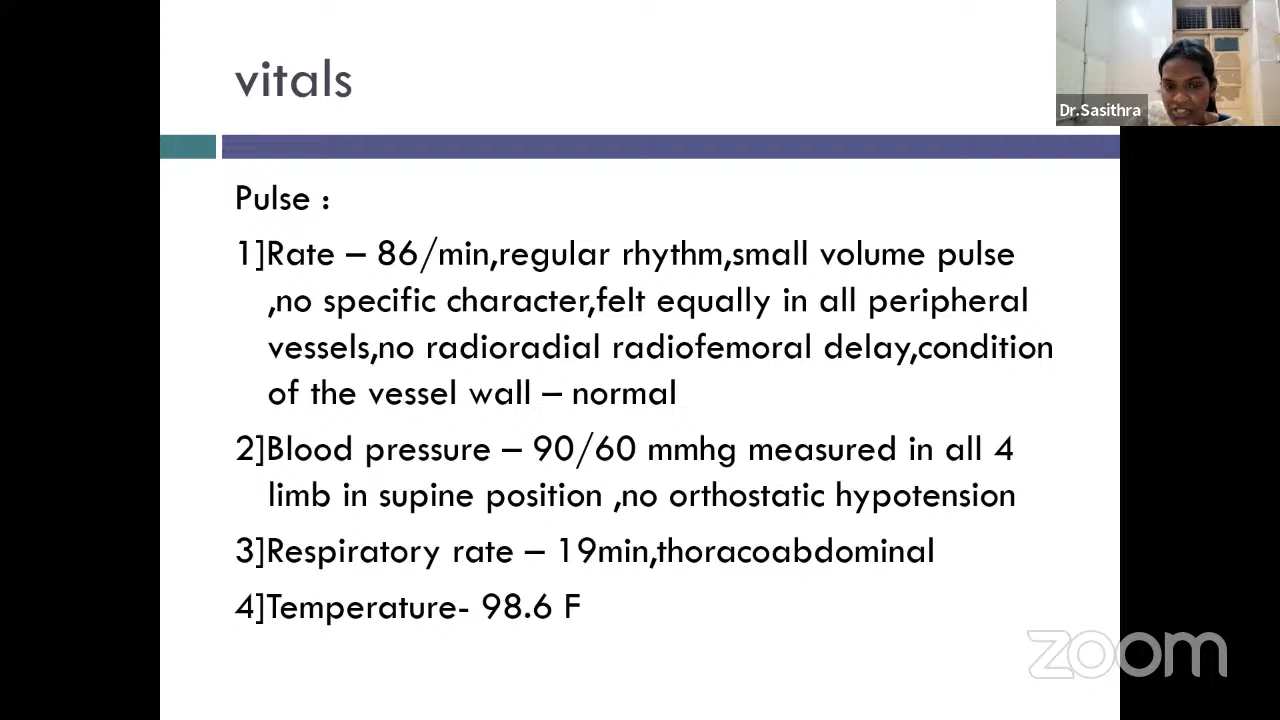 vitals
Dr.Sasithra
Pulse :
1]Rate – 86/min,regular rhythm,small volume pulse
,no specific character,felt equally in all peripheral
vessels,no radioradial radiofemoral delay,condition
of the vessel wall – normal
2]Blood pressure – 90/60 mmhg measured in all 4
limb in supine position ,no orthostatic hypotension
3]Respiratory rate – 19min,thoracoabdominal
4]Temperature- 98.6 F
zoom